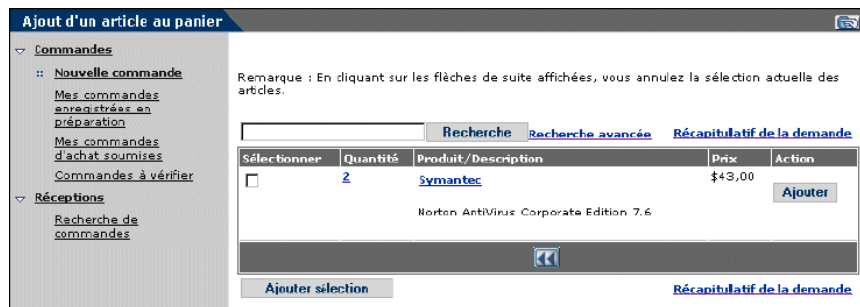 Ajout d'un article au panier
Commandes
Nouvelle commande
Mes commandes
enregistrées en
préparation
Mes commandes
d'achat soumises
Commandes à vérifier
Réceptions
Recherche de
commandes
Remarque : En cliquant sur les flèches de suite affichées, vous annulez la sélection actuelle des
articles.
Recherche Recherche avancée Récapitulatif de la demande
Sélectionner Quantité Produit/Description Prix Action
2 Symantec $43,00 Ajouter
Norton AntiVirus Corporate Edition 7.6
Ajouter sélection Récapitulatif de la demande